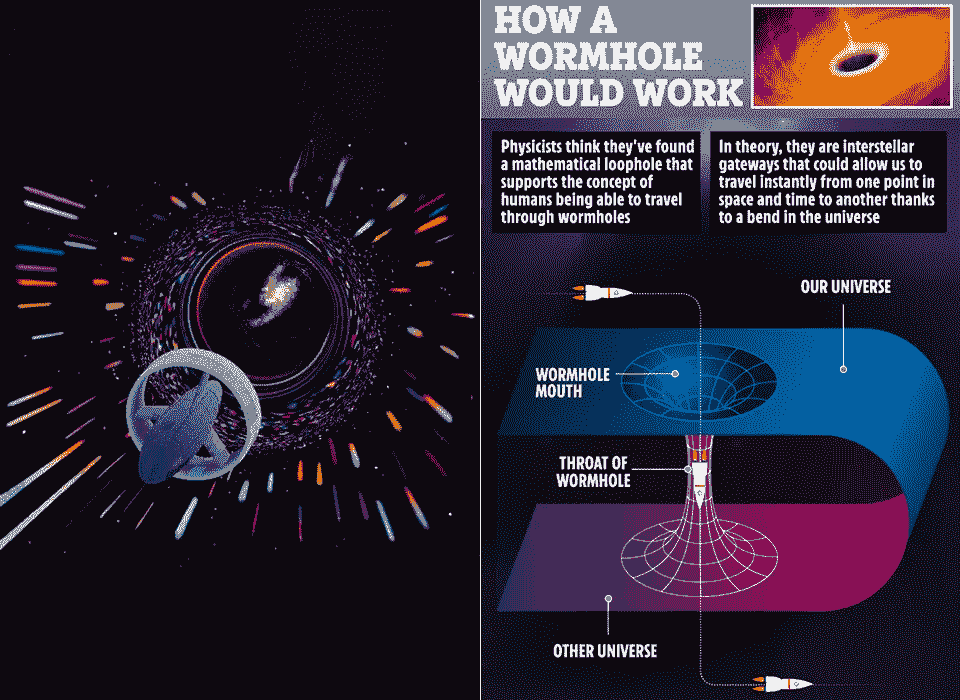 HOW A
WORMHOLE
WOULD WORK
Physicists think they've found
a mathematical loophole that
supports the concept of
humans being able to travel
through wormholes
In theory, they are interstellar
gateways that could allow us to
travel instantly from one point in
space and time to another thanks
to a bend in the universe
OUR UNIVERSE
WORMHOLE
MOUTH
THROAT OF
WORMHOLE
OTHER UNIVERSE